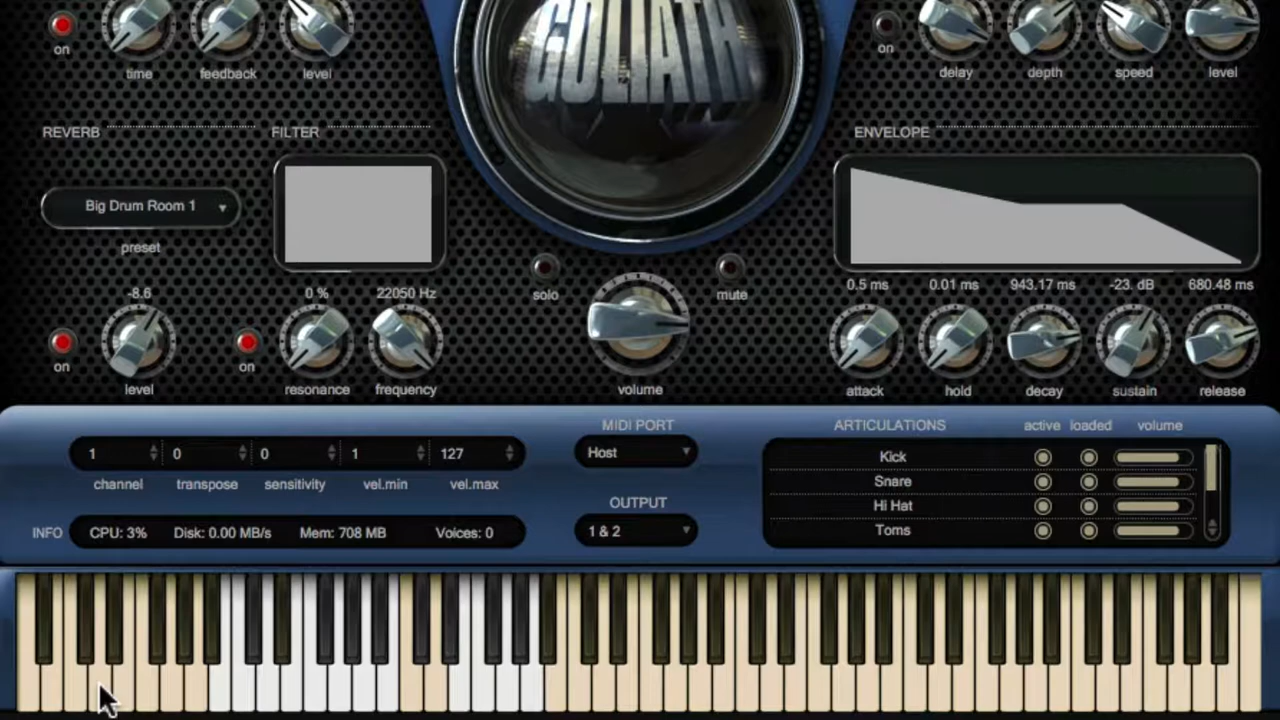 GOLIATH
on
time
feedback
level
on
delay
depth
speed
level
REVERB
FILTER
ENVELOPE
Big Drum Room 1
preset
-8.6
0 %
22050 Hz
solo
mute
0.5 ms
0.01 ms
943.17 ms
-23. dB
680.48 ms
on
level
on
resonance
frequency
volume
attack
hold
decay
sustain
release
1
0
0
1
127
channel
transpose
sensitivity
vel.min
vel.max
MIDI PORT
Host
OUTPUT
1 & 2
INFO
CPU: 3%
Disk: 0.00 MB/s
Mem: 708 MB
Voices: 0
ARTICULATIONS
active
loaded
volume
Kick
Snare
Hi Hat
Toms